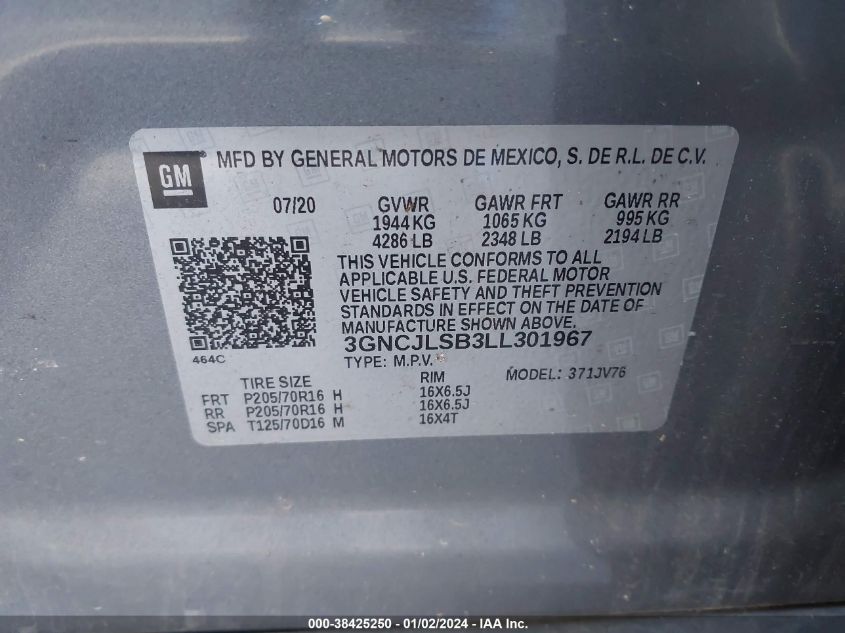 GM
MFD BY GENERAL MOTORS DE MEXICO, S. DE R.L. DE C.V.
07/20 GVWR GAWR FRT GAWR RR
1944 KG 1065 KG 995 KG
4286 LB 2348 LB 2194 LB
THIS VEHICLE CONFORMS TO ALL
APPLICABLE U.S. FEDERAL MOTOR
VEHICLE SAFETY AND THEFT PREVENTION
STANDARDS IN EFFECT ON THE DATE OF
MANUFACTURE SHOWN ABOVE.
3GNCJLSB3LL301967
464C
TYPE: M.P.V.
MODEL: 371JV76
TIRE SIZE RIM
FRT P205/70R16 H 16X6.5J
RR P205/70R16 H 16X6.5J
SPA T125/70D16 M 16X4T
000-38425250 - 01/02/2024 - IAA Inc.